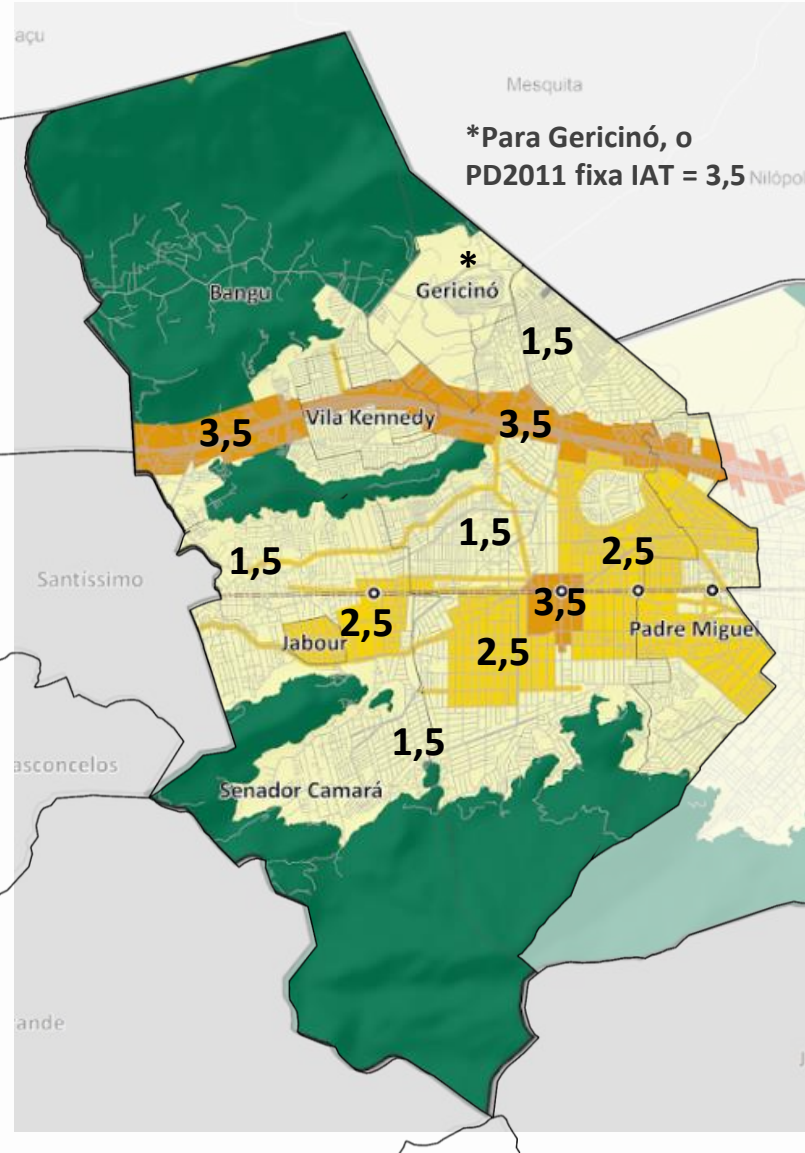 açu
Mesquita
*Para Gericinó, o
PD2011 fixa IAT = 3,5
Nilópol
*
Gericinó
Bangu
1,5
Vila Kennedy
3,5
3,5
1,5
1,5
2,5
Santíssimo
3,5
2,5
Jabour
Padre Miguel
2,5
1,5
asconcelos
Senador Camará
ande
J